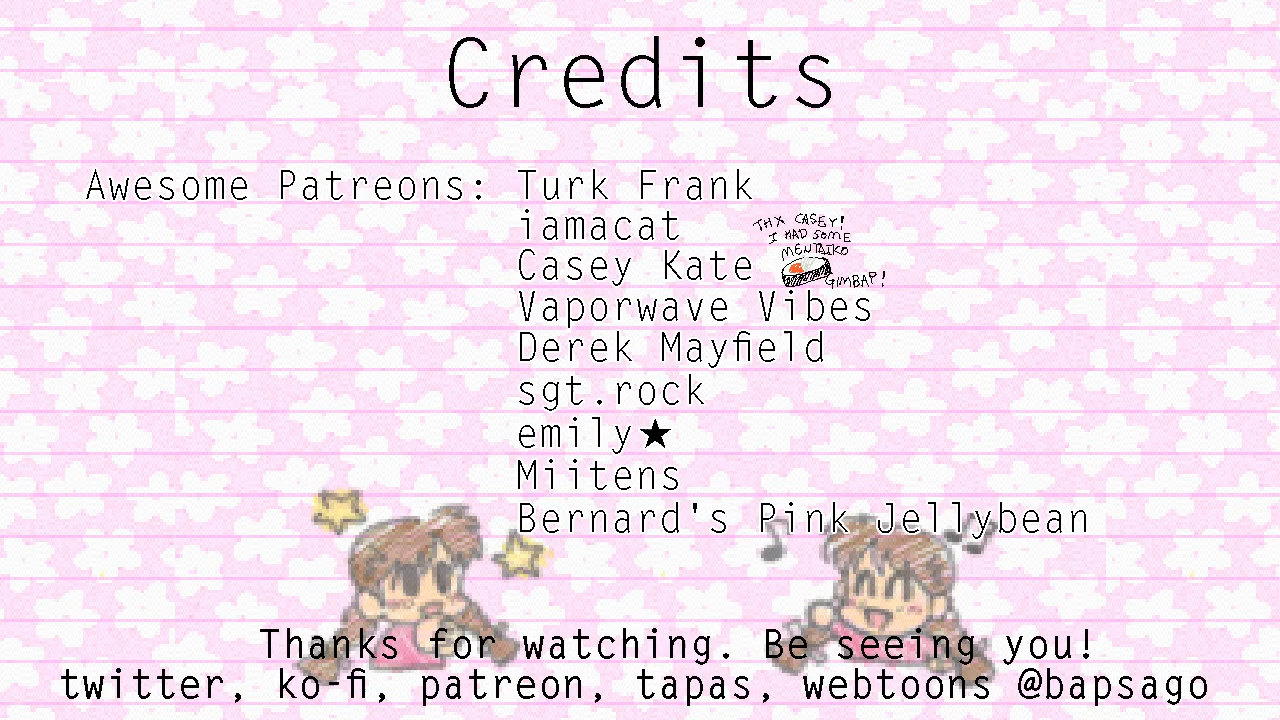 Credits
Awesome Patreons: Turk Frank
iamacat
THX CASEY!
I HAD SOME
MENTAIKO
GIMBAP!
Casey Kate
Vaporwave Vibes
Derek Mayfield
sgt.rock
emily★
Miitens
Bernard's Pink Jellybean
Thanks for watching. Be seeing you!
twitter, ko-fi, patreon, tapas, webtoons @bapsago